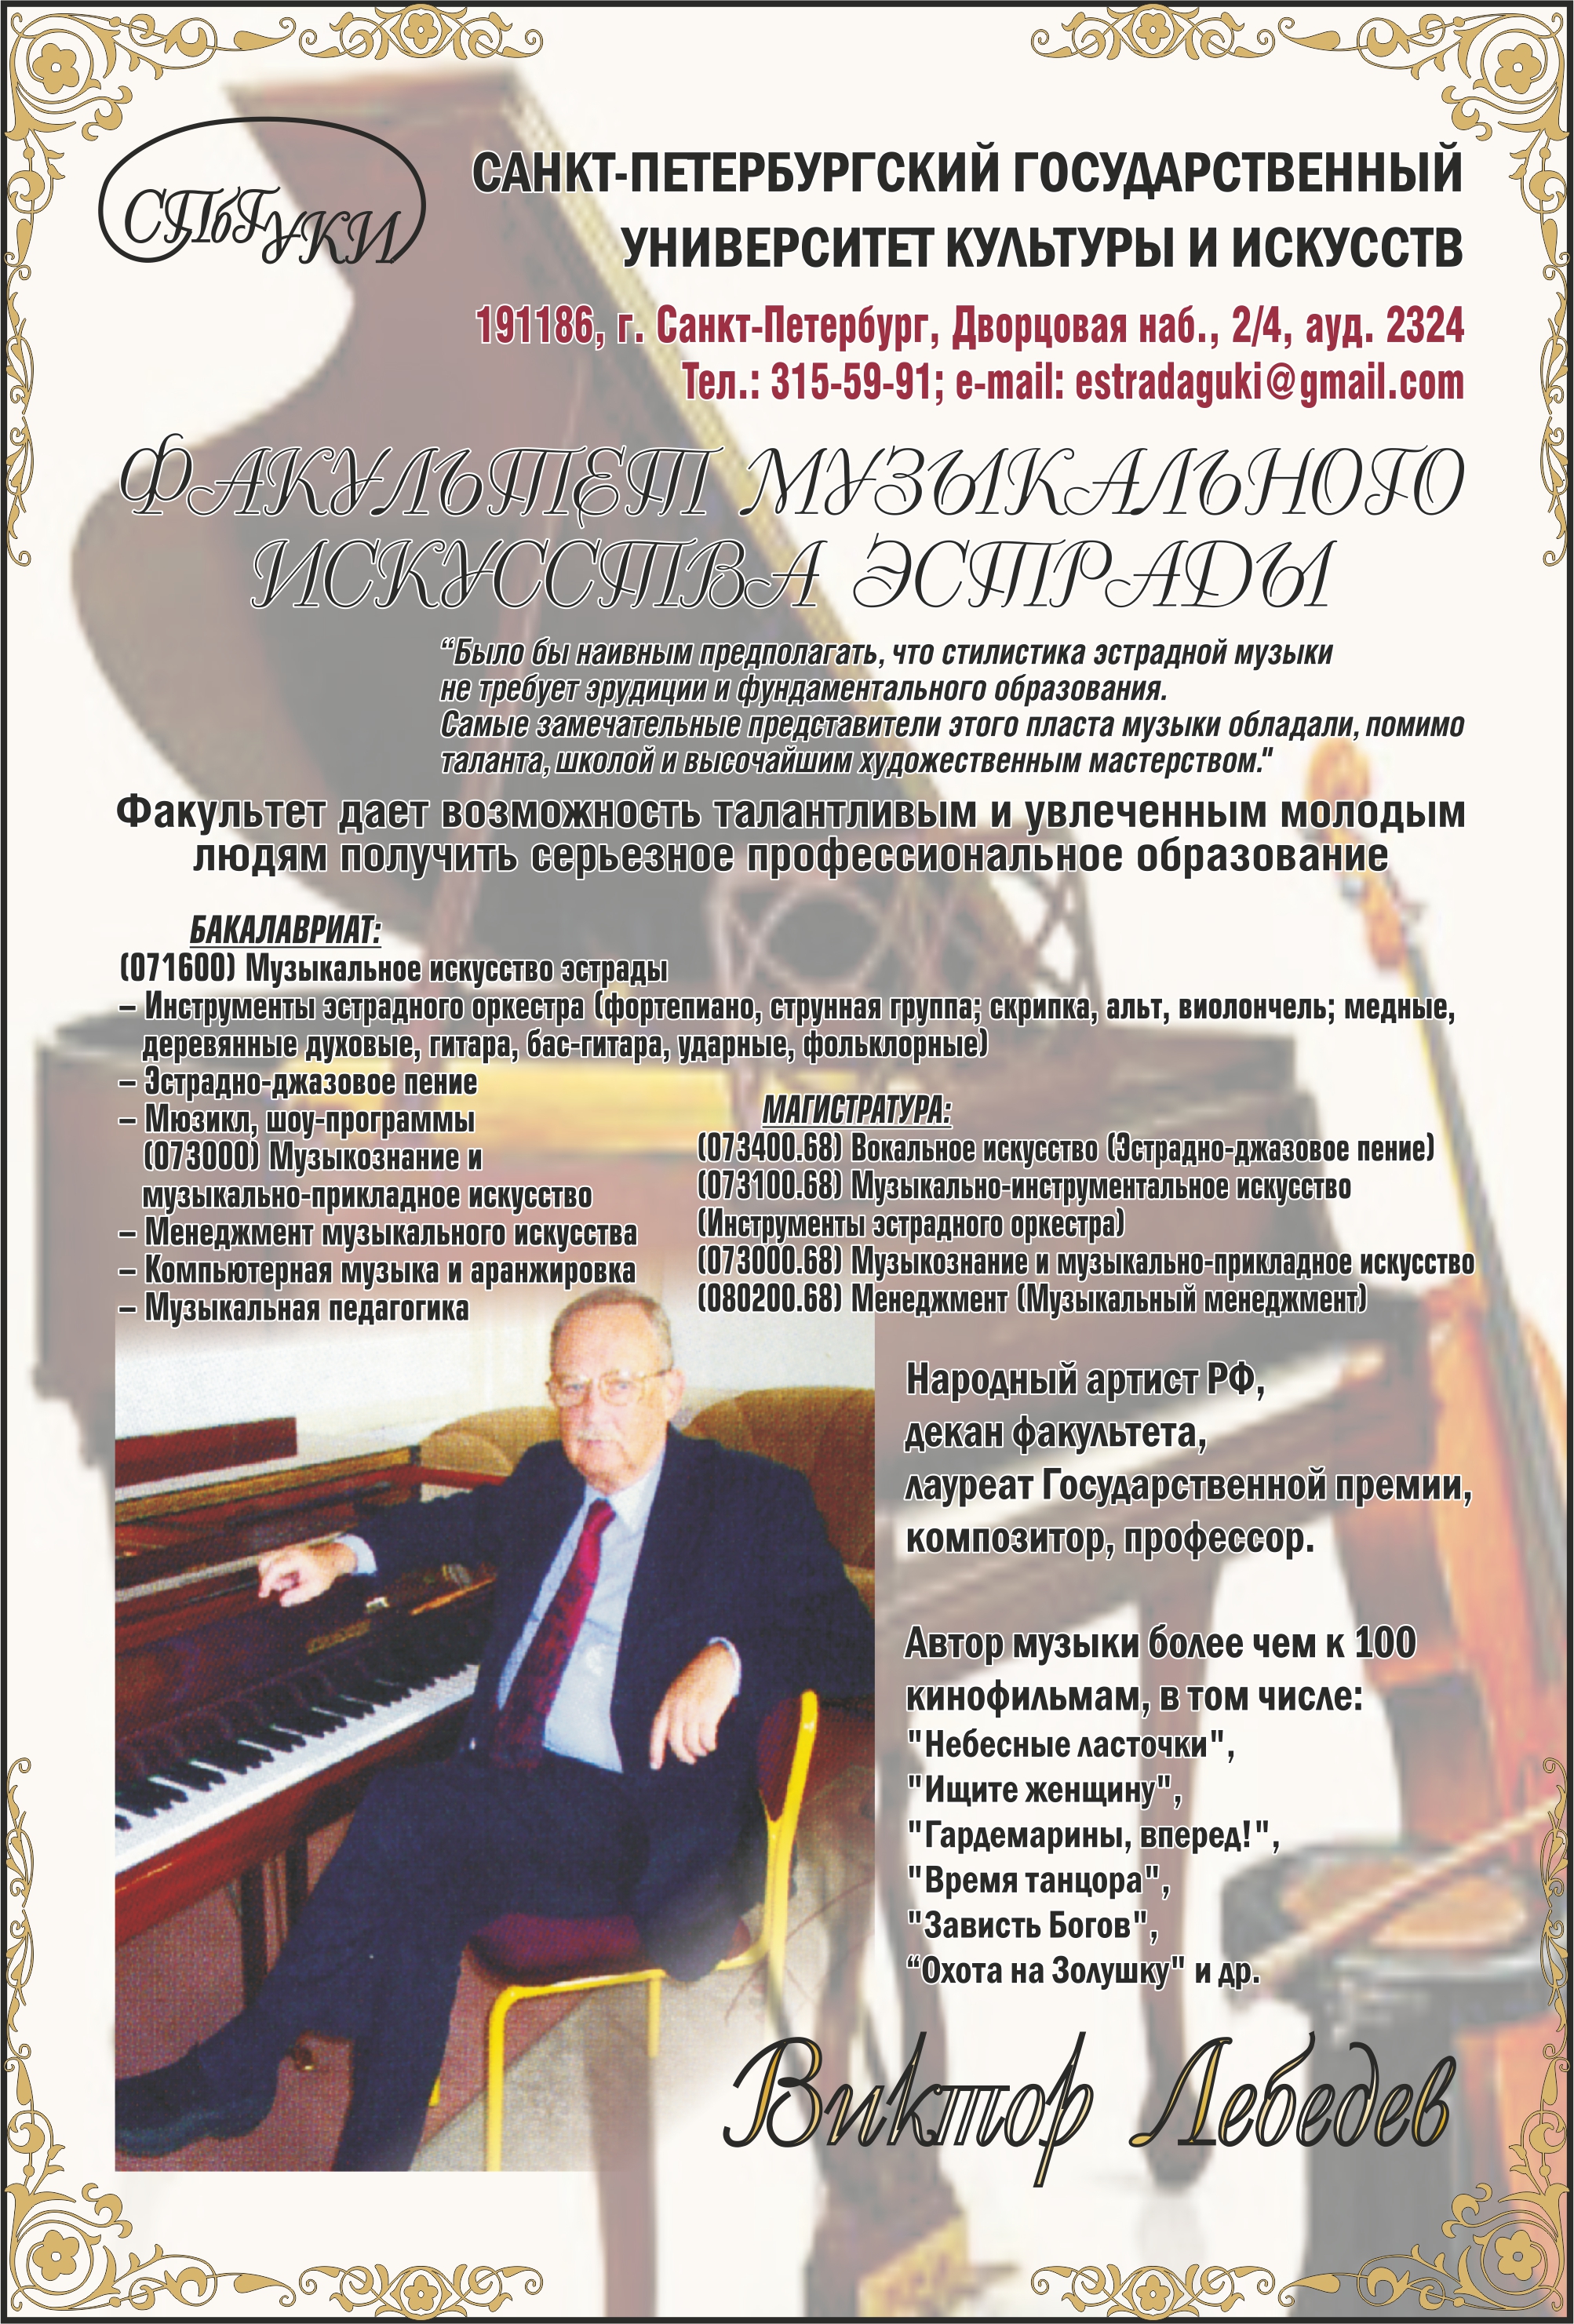 СПбГУКИ
САНКТ-ПЕТЕРБУРГСКИЙ ГОСУДАРСТВЕННЫЙ
УНИВЕРСИТЕТ КУЛЬТУРЫ И ИСКУССТВ
191186, г. Санкт-Петербург, Дворцовая наб., 2/4, ауд. 2324
Тел.: 315-59-91; e-mail: estradaguki@gmail.com
ФАКУЛЬТЕТ МУЗЫКАЛЬНОГО
ИСКУССТВА ЭСТРАДЫ
“Было бы наивным предполагать, что стилистика эстрадной музыки
не требует эрудиции и фундаментального образования.
Самые замечательные представители этого пласта музыки обладали, помимо
таланта, школой и высочайшим художественным мастерством."
Факультет дает возможность талантливым и увлеченным молодым
людям получить серьезное профессиональное образование
БАКАЛАВРИАТ:
(071600) Музыкальное искусство эстрады
– Инструменты эстрадного оркестра (фортепиано, струнная группа; скрипка, альт, виолончель; медные,
деревянные духовые, гитара, бас-гитара, ударные, фольклорные)
– Эстрадно-джазовое пение
– Мюзикл, шоу-программы
(073000) Музыкознание и
музыкально-прикладное искусство
– Менеджмент музыкального искусства
– Компьютерная музыка и аранжировка
– Музыкальная педагогика
МАГИСТРАТУРА:
(073400.68) Вокальное искусство (Эстрадно-джазовое пение)
(073100.68) Музыкально-инструментальное искусство
(Инструменты эстрадного оркестра)
(073000.68) Музыкознание и музыкально-прикладное искусство
(080200.68) Менеджмент (Музыкальный менеджмент)
Народный артист РФ,
декан факультета,
лауреат Государственной премии,
композитор, профессор.
Автор музыки более чем к 100
кинофильмам, в том числе:
"Небесные ласточки",
"Ищите женщину",
"Гардемарины, вперед!",
"Время танцора",
"Зависть Богов",
“Охота на Золушку" и др.
Виктор Лебедев